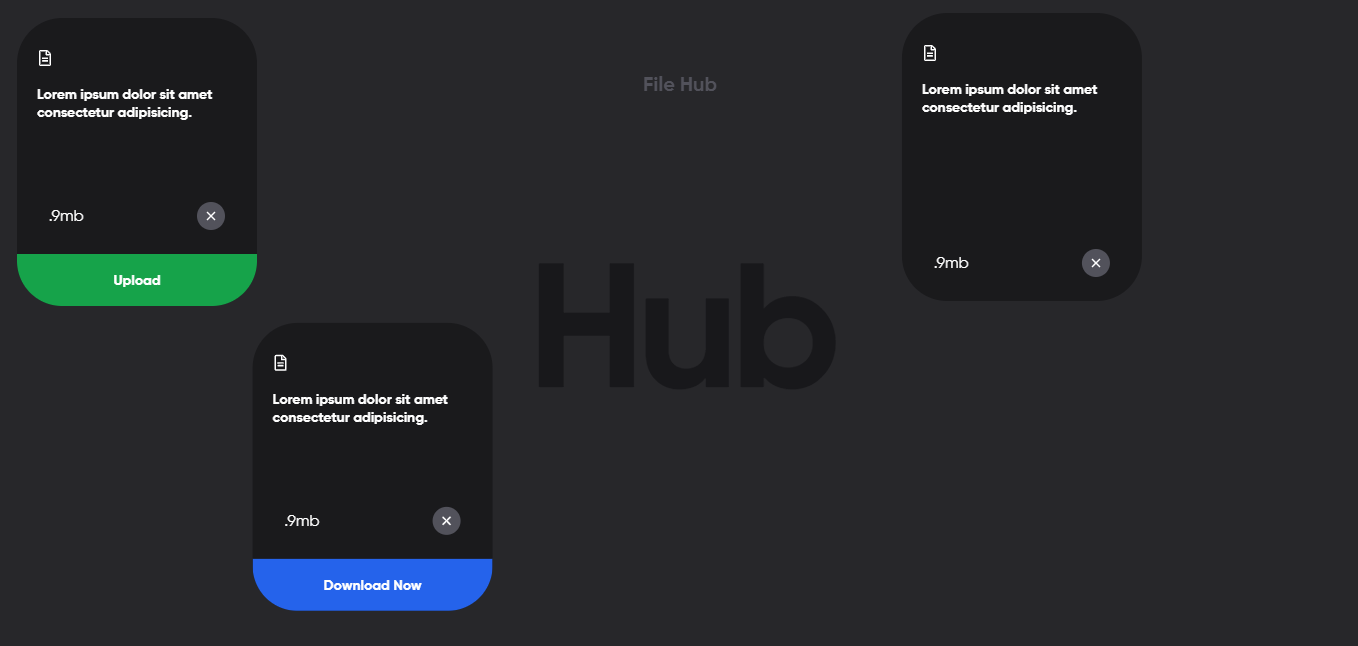 File Hub
Hub
Lorem ipsum dolor sit amet
consectetur adipisicing.
.9mb
Upload
Lorem ipsum dolor sit amet
consectetur adipisicing.
.9mb
Download Now
Lorem ipsum dolor sit amet
consectetur adipisicing.
.9mb